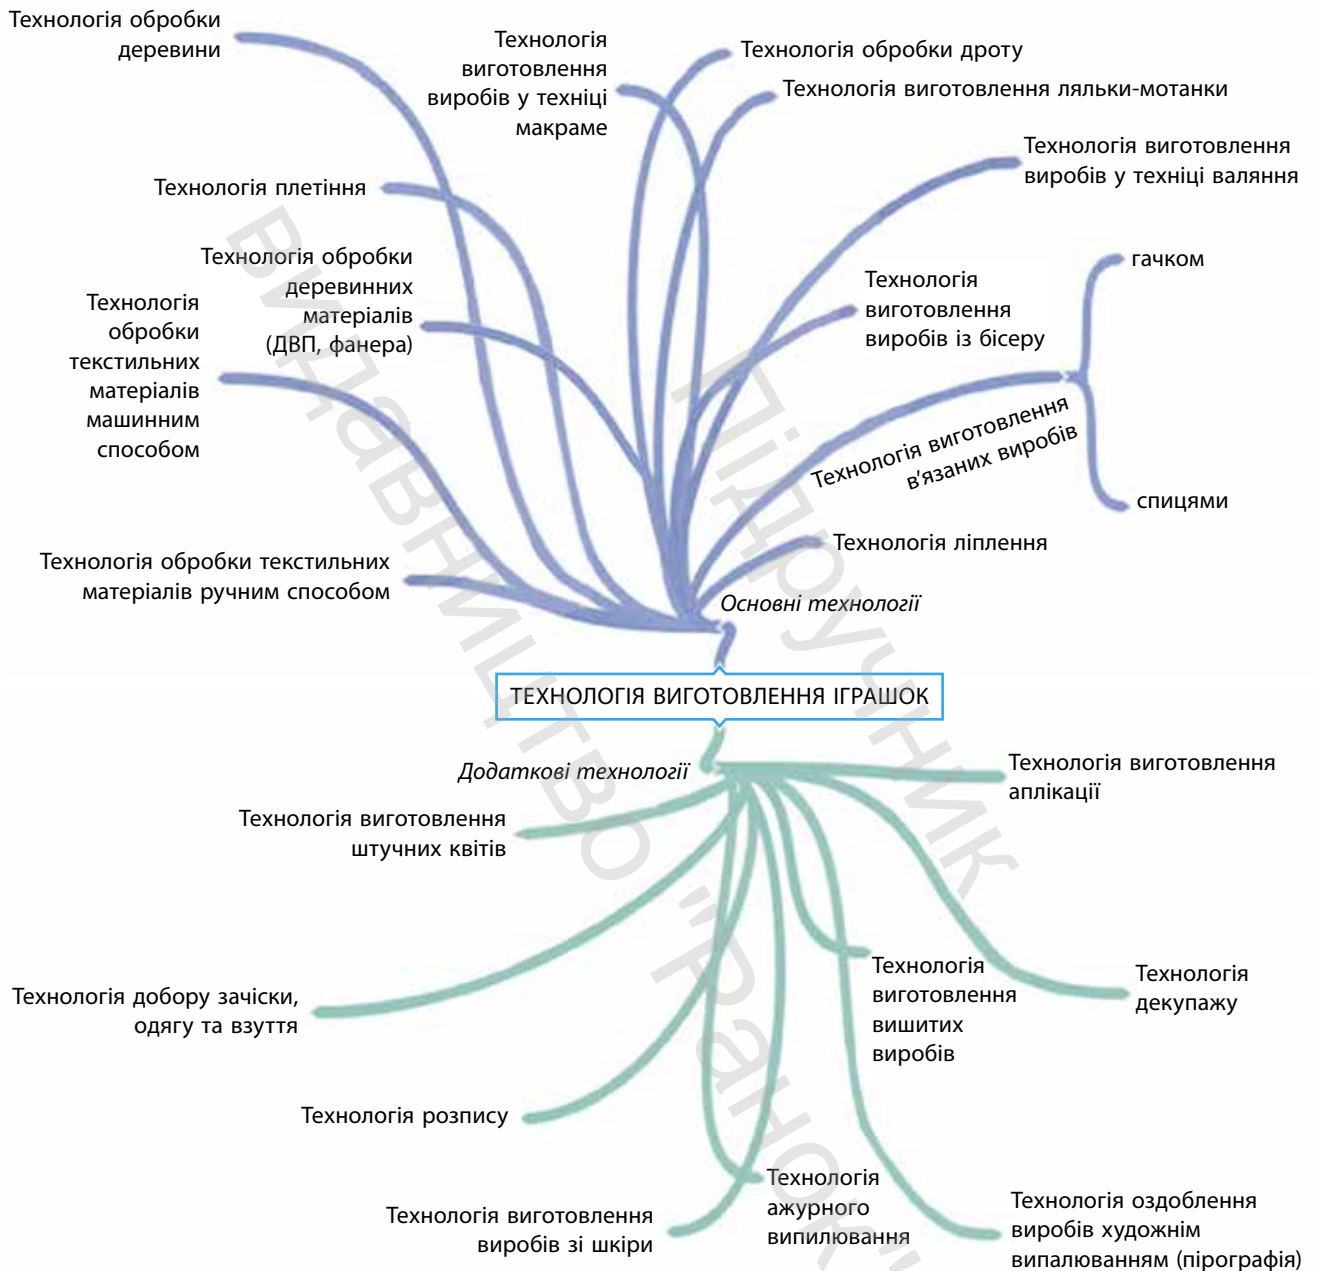 Технологія обробки
деревини
Технологія
виготовлення
виробів у техніці
макраме
Технологія обробки дроту
Технологія виготовлення ляльки-мотанки
Технологія виготовлення
виробів у техніці валяння
Технологія плетіння
Технологія обробки
деревинних
матеріалів
(ДВП, фанера)
Технологія
виготовлення
виробів із бісеру
гачком
Технологія
обробки
текстильних
матеріалів
машинним
способом
Технологія виготовлення
в'язаних виробів
спицями
Технологія ліплення
Технологія обробки текстильних
матеріалів ручним способом
Основні технології
ТЕХНОЛОГІЯ ВИГОТОВЛЕННЯ ІГРАШОК
Додаткові технології
Технологія виготовлення
аплікації
Технологія виготовлення
штучних квітів
Технологія
виготовлення
вишитих
виробів
Технологія
декупажу
Технологія добору зачіски,
одягу та взуття
Технологія розпису
Технологія
ажурного
випилювання
Технологія виготовлення
виробів зі шкіри
Технологія оздоблення
виробів художнім
випалюванням (пірографія)
Підручник
Видавництво "Ранок"